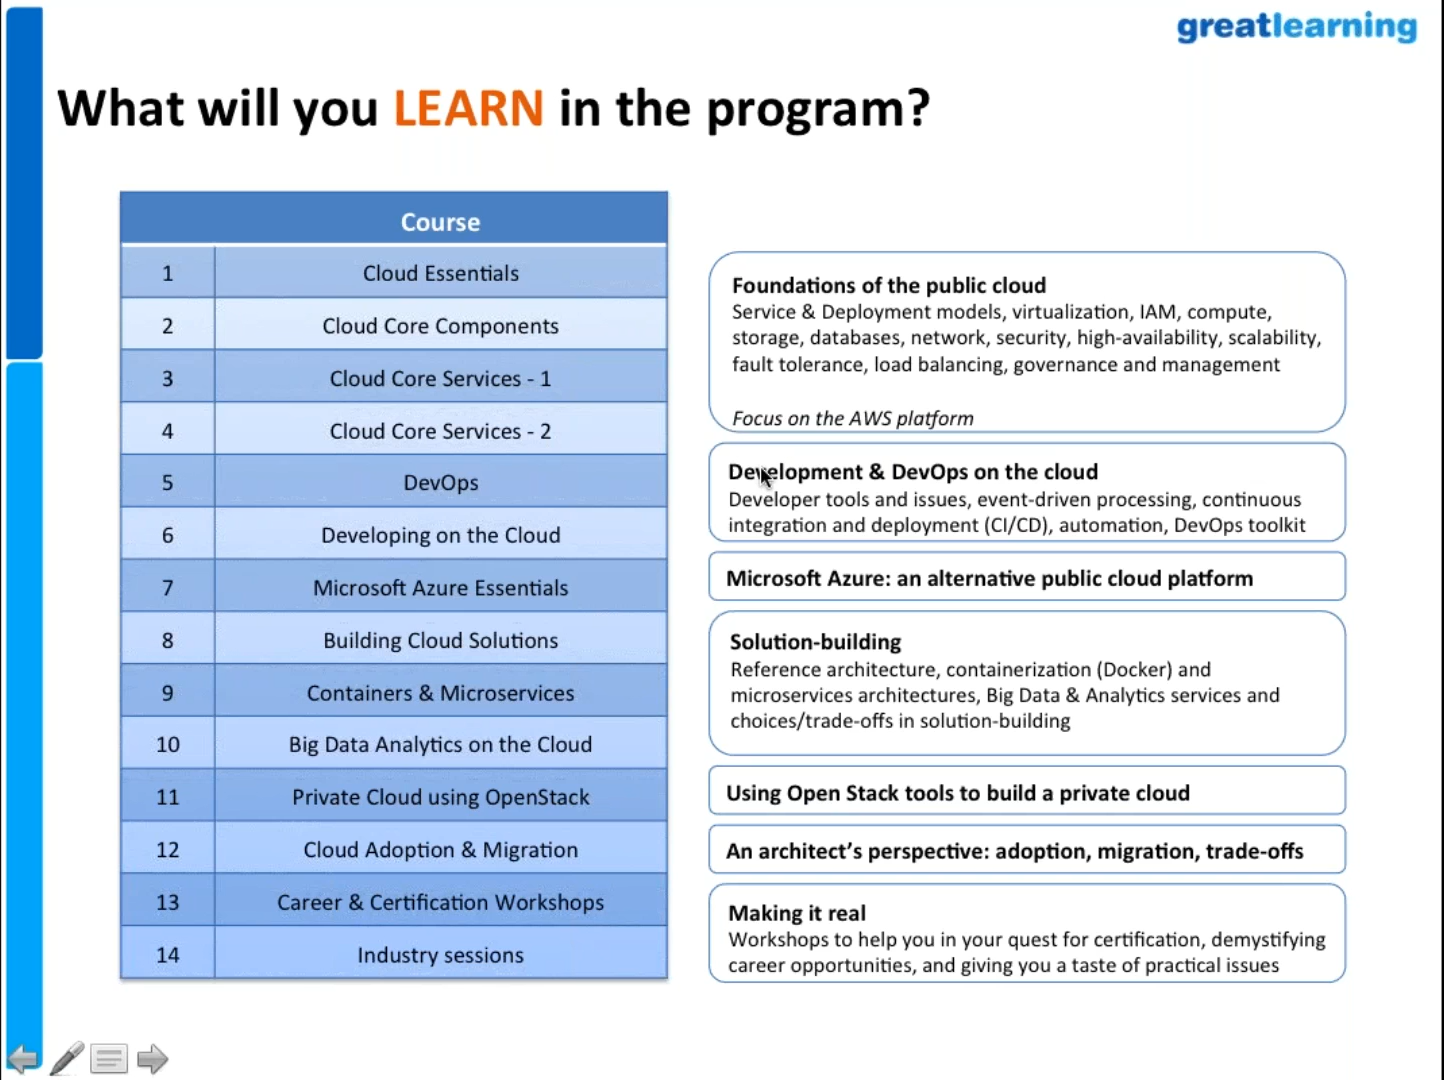 greatlearning
What will you LEARN in the program?
Course
1 Cloud Essentials
2 Cloud Core Components
3 Cloud Core Services - 1
4 Cloud Core Services - 2
5 DevOps
6 Developing on the Cloud
7 Microsoft Azure Essentials
8 Building Cloud Solutions
9 Containers & Microservices
10 Big Data Analytics on the Cloud
11 Private Cloud using OpenStack
12 Cloud Adoption & Migration
13 Career & Certification Workshops
14 Industry sessions
Foundations of the public cloud
Service & Deployment models, virtualization, IAM, compute,
storage, databases, network, security, high-availability, scalability,
fault tolerance, load balancing, governance and management
Focus on the AWS platform
Development & DevOps on the cloud
Developer tools and issues, event-driven processing, continuous
integration and deployment (CI/CD), automation, DevOps toolkit
Microsoft Azure: an alternative public cloud platform
Solution-building
Reference architecture, containerization (Docker) and
microservices architectures, Big Data & Analytics services and
choices/trade-offs in solution-building
Using Open Stack tools to build a private cloud
An architect's perspective: adoption, migration, trade-offs
Making it real
Workshops to help you in your quest for certification, demystifying
career opportunities, and giving you a taste of practical issues